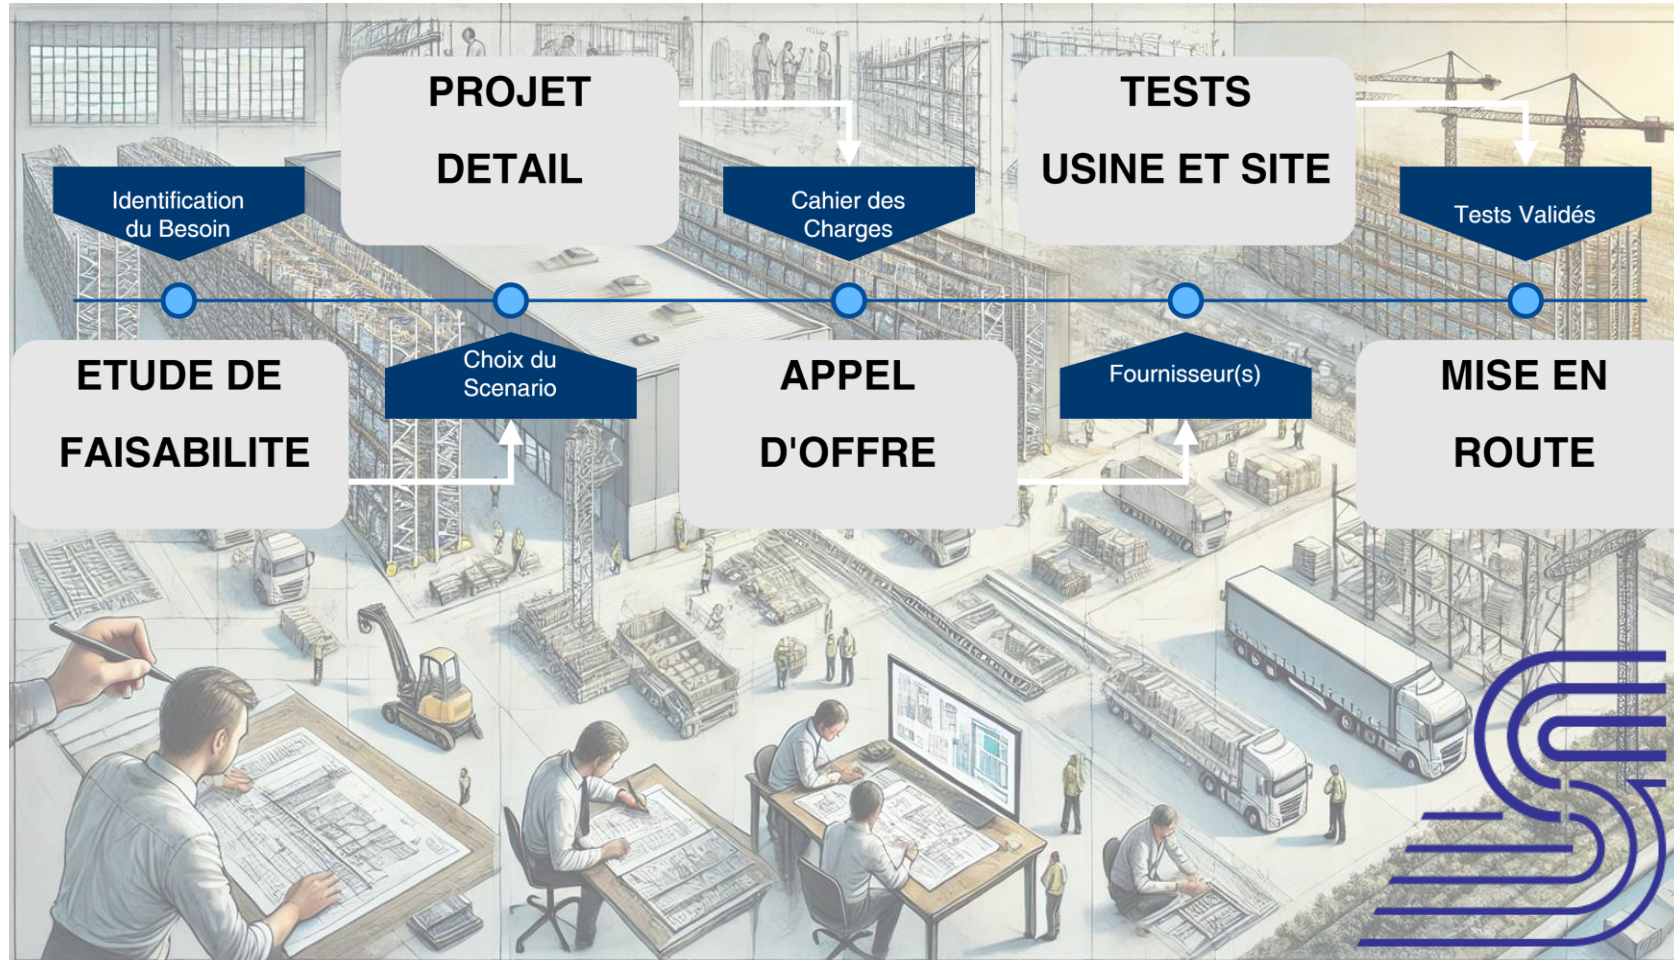 PROJET
DETAIL
TESTS
USINE ET SITE
Identification
du Besoin
Cahier des
Charges
Tests Validés
ETUDE DE
FAISABILITE
Choix du
Scenario
APPEL
D'OFFRE
Fournisseur(s)
MISE EN
ROUTE